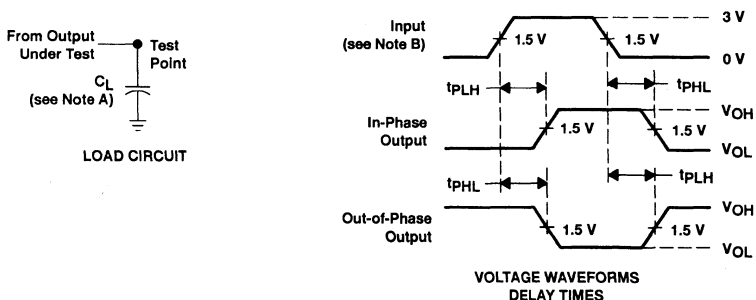 From Output
Under Test
Test
Point
CL
(see Note A)
LOAD CIRCUIT
Input
(see Note B)
1.5 V
1.5 V
3 V
0 V
tPLH
tPHL
In-Phase
Output
1.5 V
1.5 V
VOH
VOL
tPHL
tPLH
Out-of-Phase
Output
1.5 V
1.5 V
VOH
VOL
VOLTAGE WAVEFORMS
DELAY TIMES